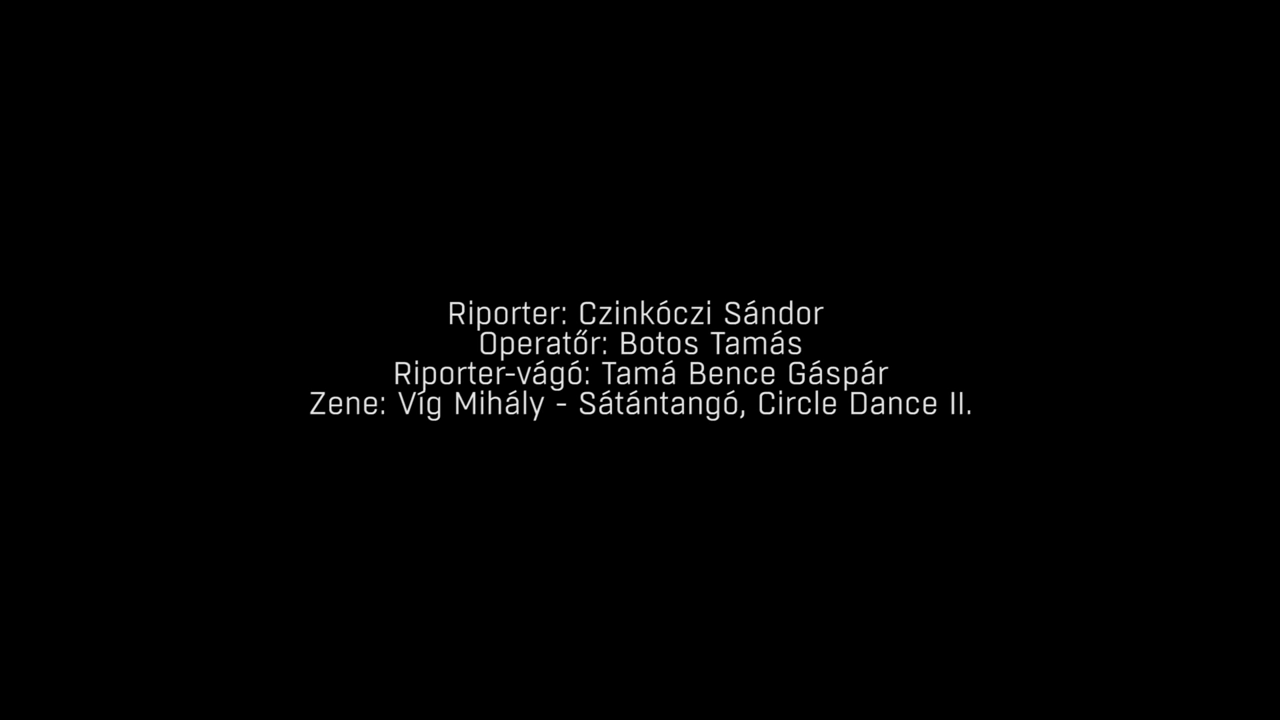 Riporter: Czinkóczi Sándor
Operatőr: Botos Tamás
Riporter-vágó: Tamá Bence Gáspár
Zene: Víg Mihály - Sátántangó, Circle Dance II.